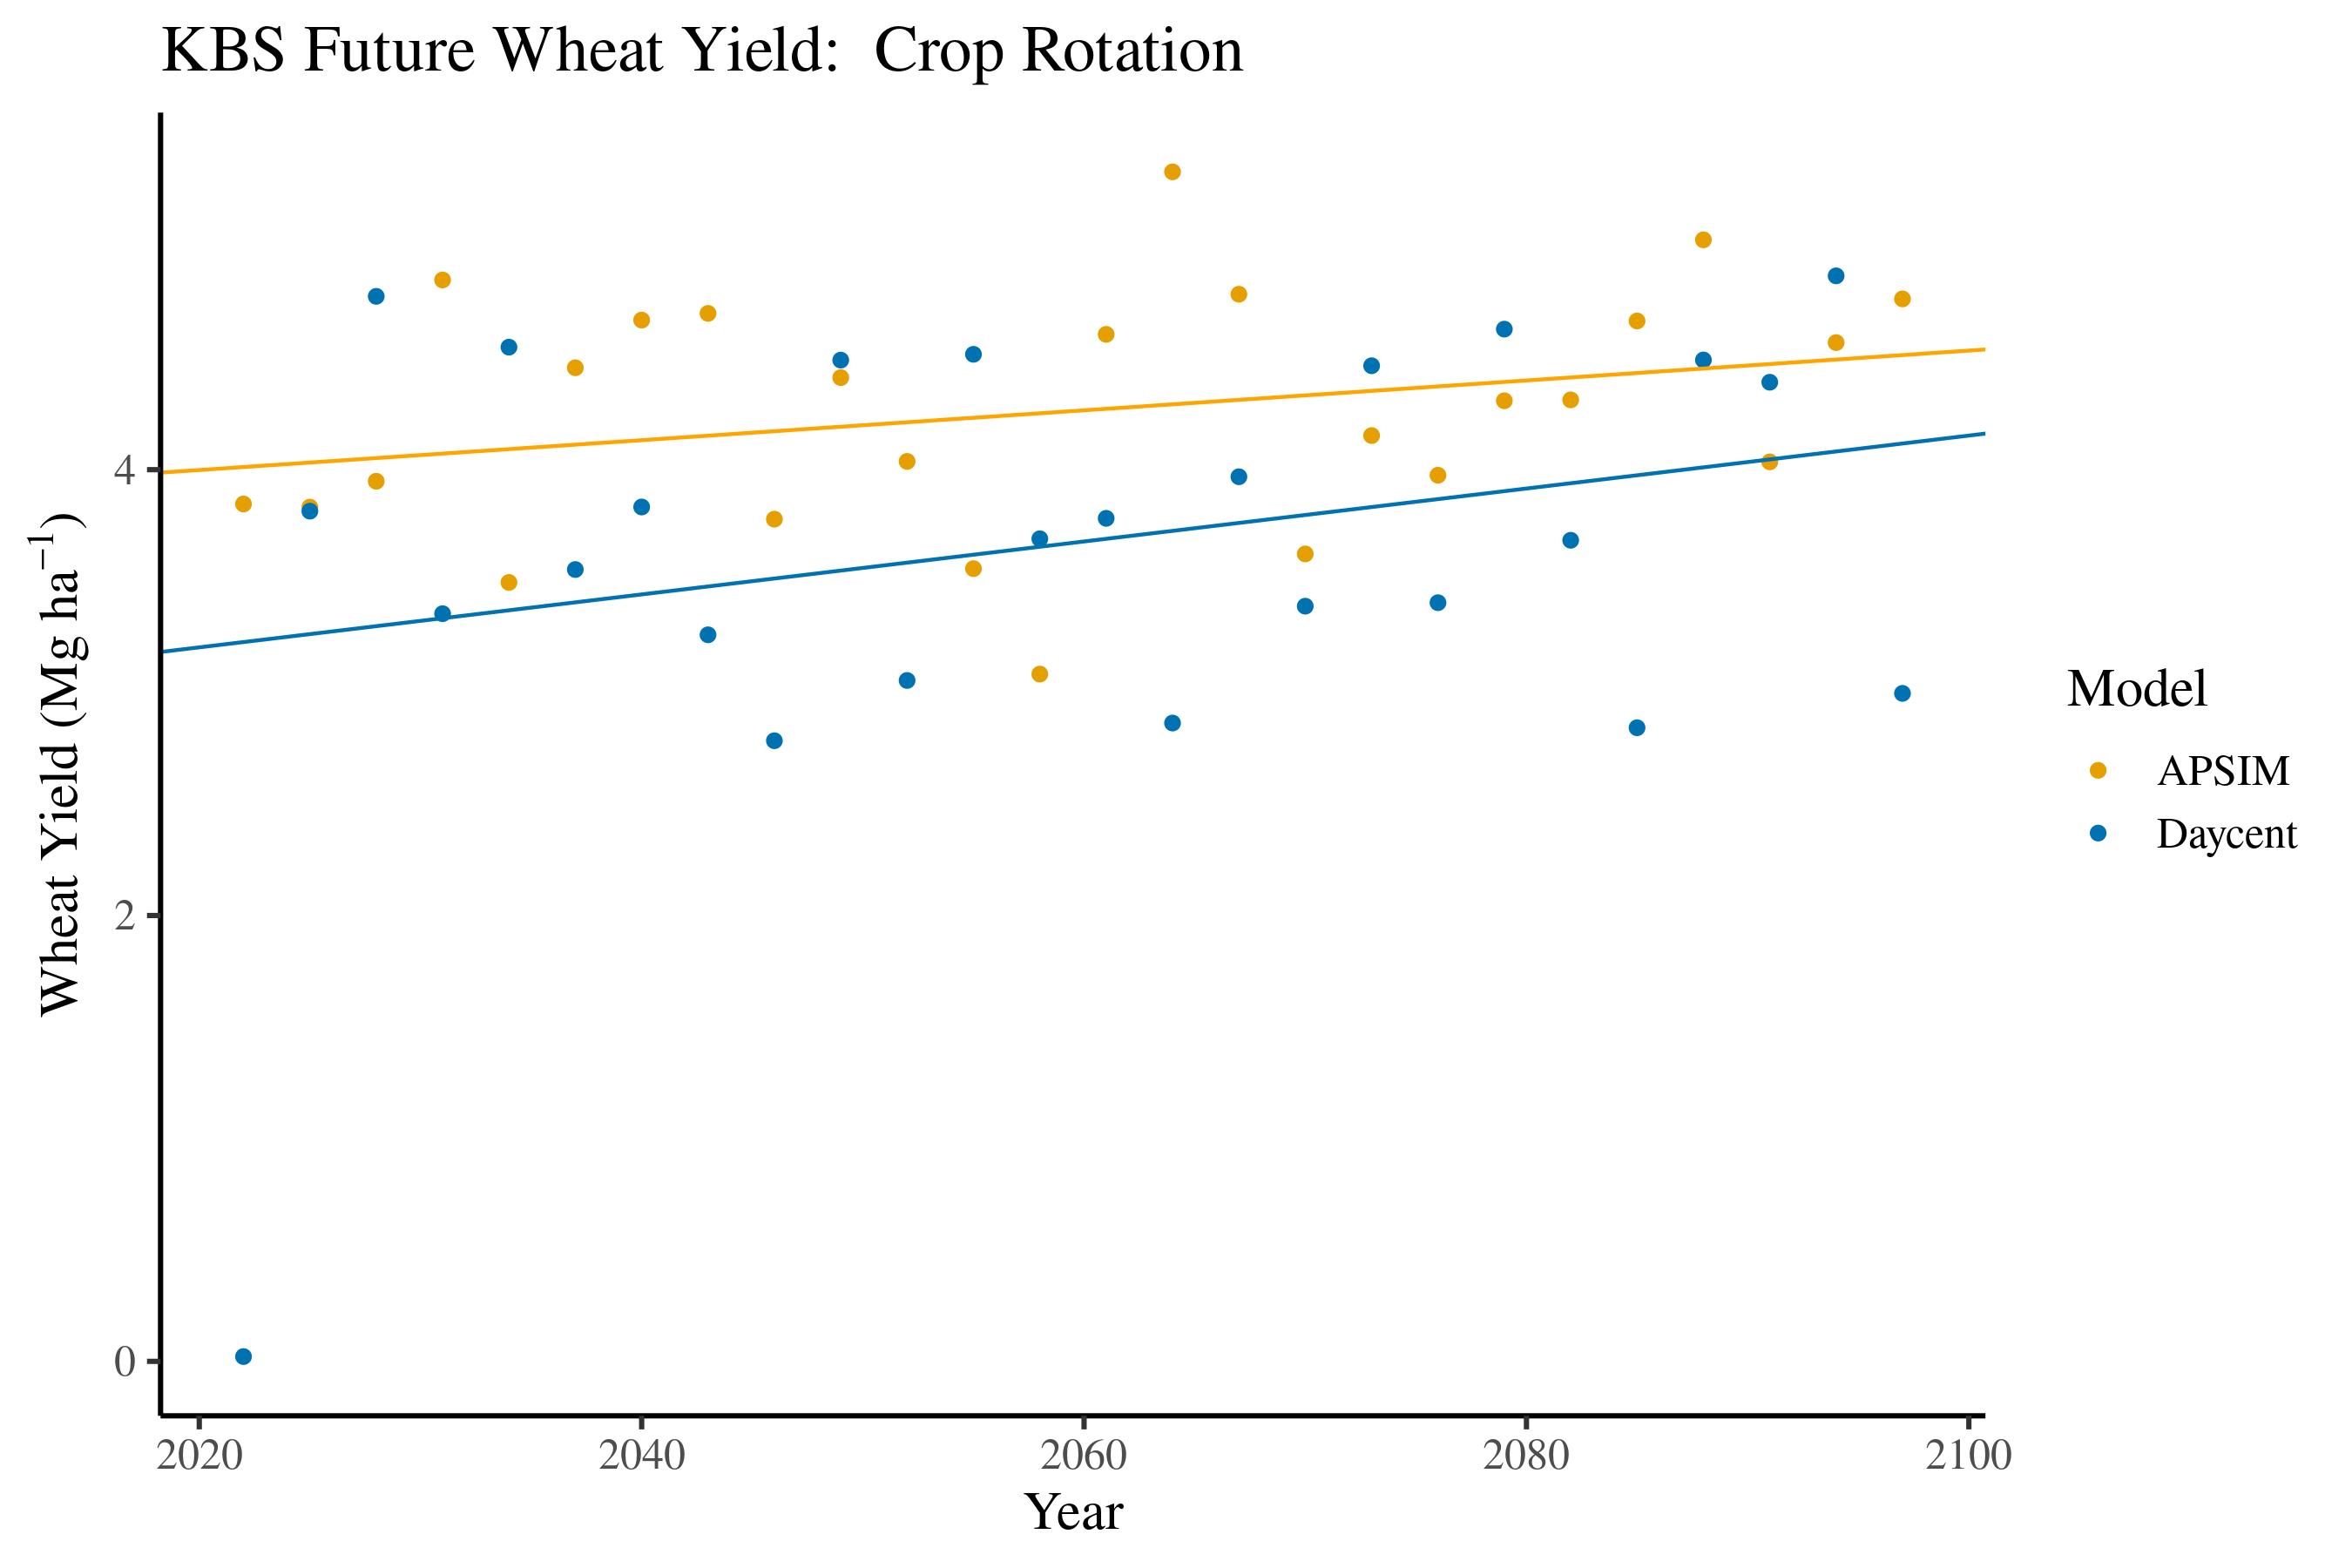 KBS Future Wheat Yield:  Crop Rotation
Wheat Yield (Mg ha⁻¹)
4
2
0
2020
2040
2060
2080
2100
Year
Model
APSIM
Daycent